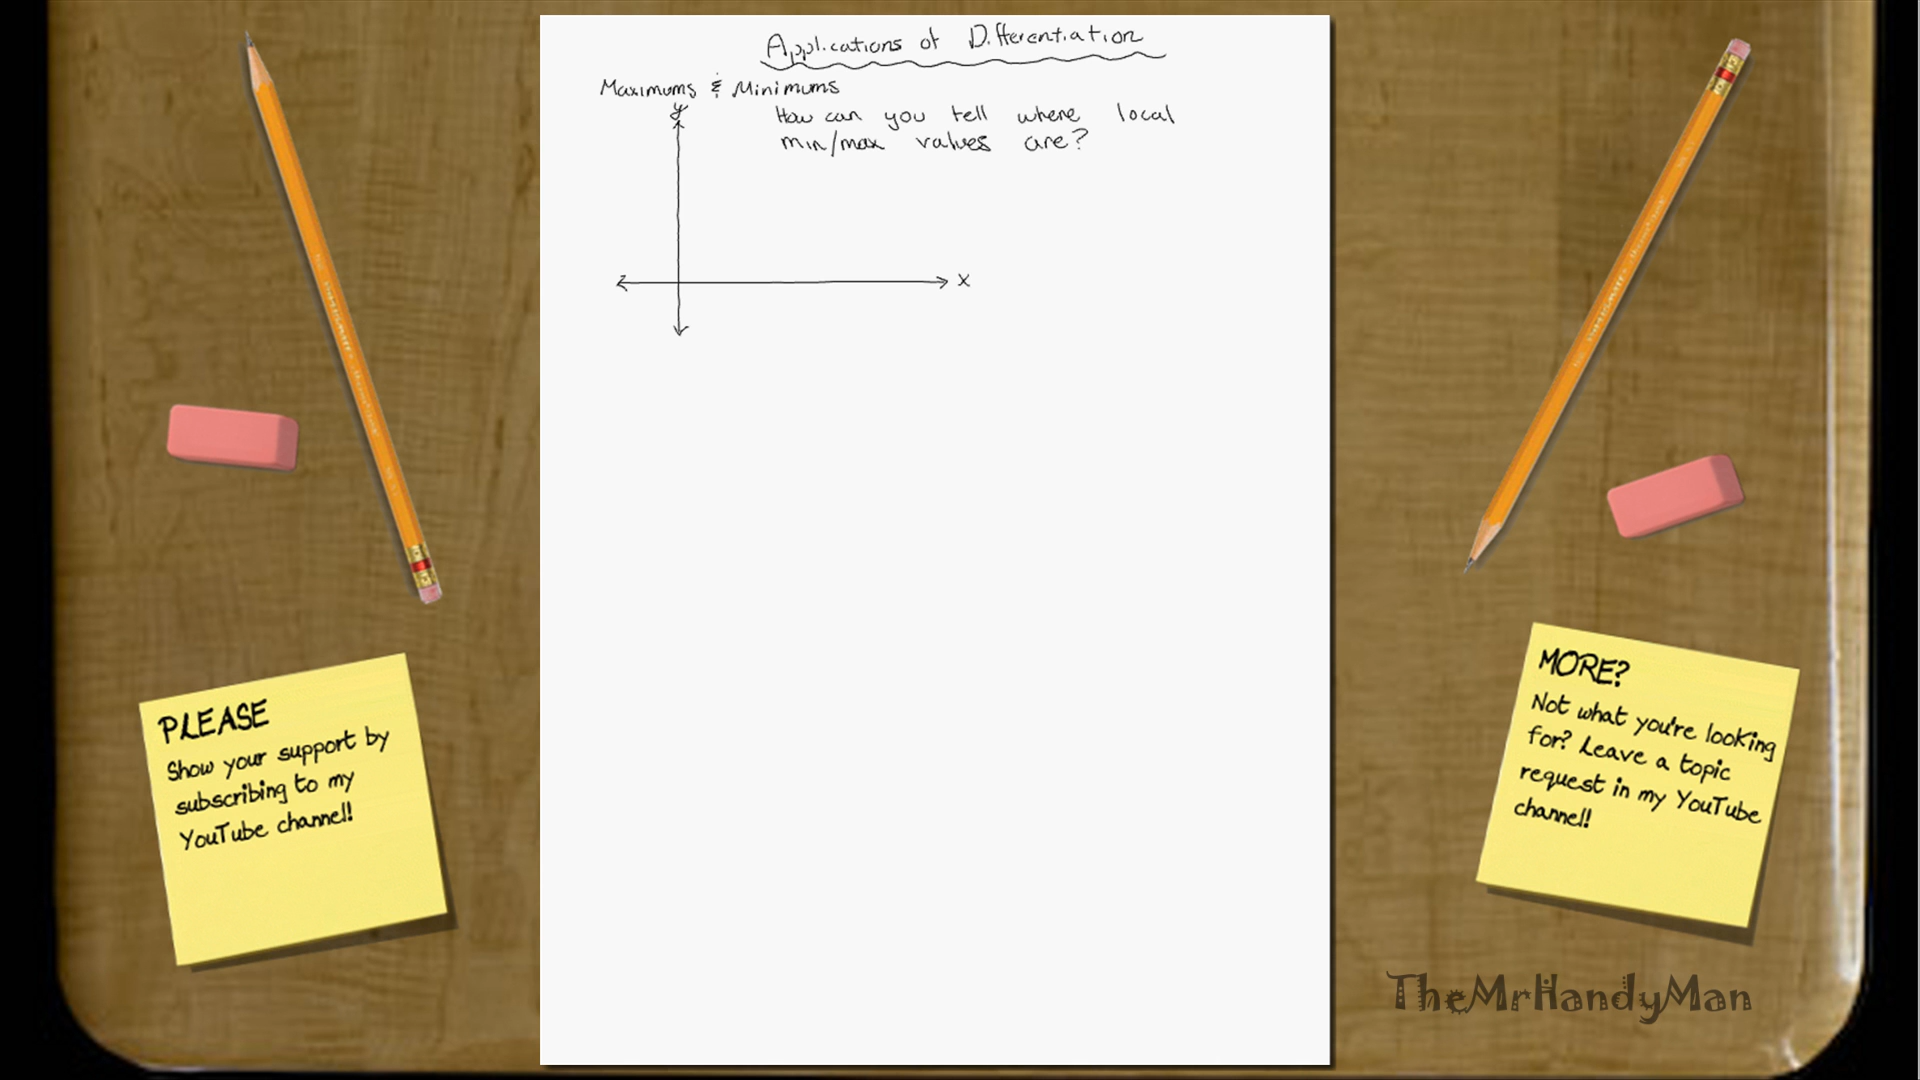 Applications of Differentiation
Maximums & Minimums
y
How can you tell where local
min/max values are?
x
PLEASE
Show your support by
subscribing to my
YouTube channel!
MORE?
Not what you're looking
for? Leave a topic
request in my YouTube
channel!
TheMrHandyMan